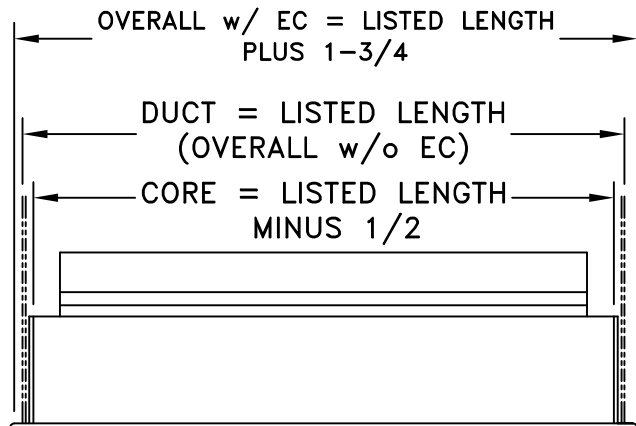 OVERALL w/ EC = LISTED LENGTH
PLUS 1-3/4
DUCT = LISTED LENGTH
(OVERALL w/o EC)
CORE = LISTED LENGTH
MINUS 1/2